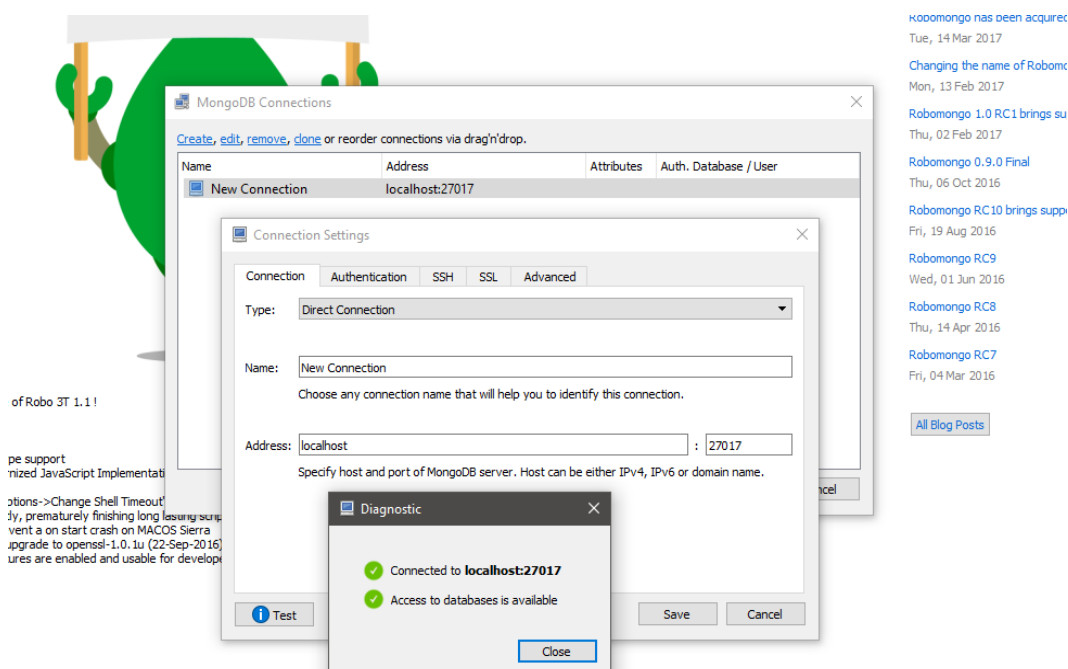 Robomongo has been acquired
Tue, 14 Mar 2017
Changing the name of Robomo
Mon, 13 Feb 2017
Robomongo 1.0 RC1 brings su
Thu, 02 Feb 2017
Robomongo 0.9.0 Final
Thu, 06 Oct 2016
Robomongo RC10 brings suppo
Fri, 19 Aug 2016
Robomongo RC9
Wed, 01 Jun 2016
Robomongo RC8
Thu, 14 Apr 2016
Robomongo RC7
Fri, 04 Mar 2016
All Blog Posts
MongoDB Connections
Create, edit, remove, clone or reorder connections via drag'n'drop.
Name Address Attributes Auth. Database / User
New Connection localhost:27017
ncel
Connection Settings
Connection Authentication SSH SSL Advanced
Type: Direct Connection
Name: New Connection
Choose any connection name that will help you to identify this connection.
Address: localhost : 27017
Specify host and port of MongoDB server. Host can be either IPv4, IPv6 or domain name.
Test Save Cancel
Diagnostic
Connected to localhost:27017
Access to databases is available
Close
of Robo 3T 1.1!
pe support
rnized JavaScript Implementati
ptions->Change Shell Timeout'
ly, prematurely finishing long lasting scrip
vent a on start crash on MACOS Sierra
upgrade to openssl-1.0.1u (22-Sep-2016)
ures are enabled and usable for develope